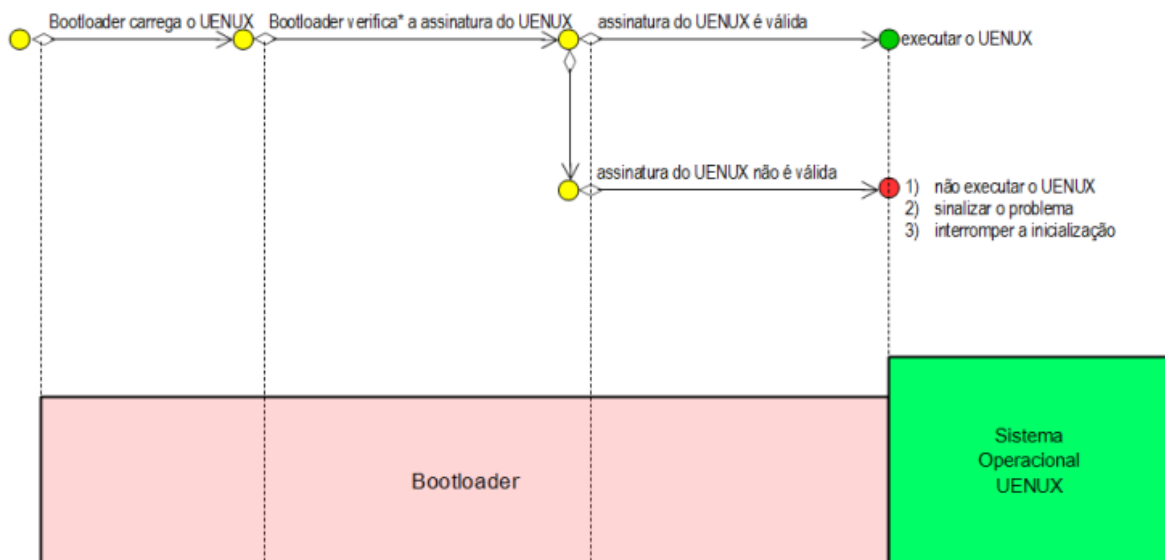 Bootloader carrega o UENUX
Bootloader verifica* a assinatura do UENUX
assinatura do UENUX é válida
executar o UENUX
assinatura do UENUX não é válida
1) não executar o UENUX
2) sinalizar o problema
3) interromper a inicialização
Bootloader
Sistema
Operacional
UENUX